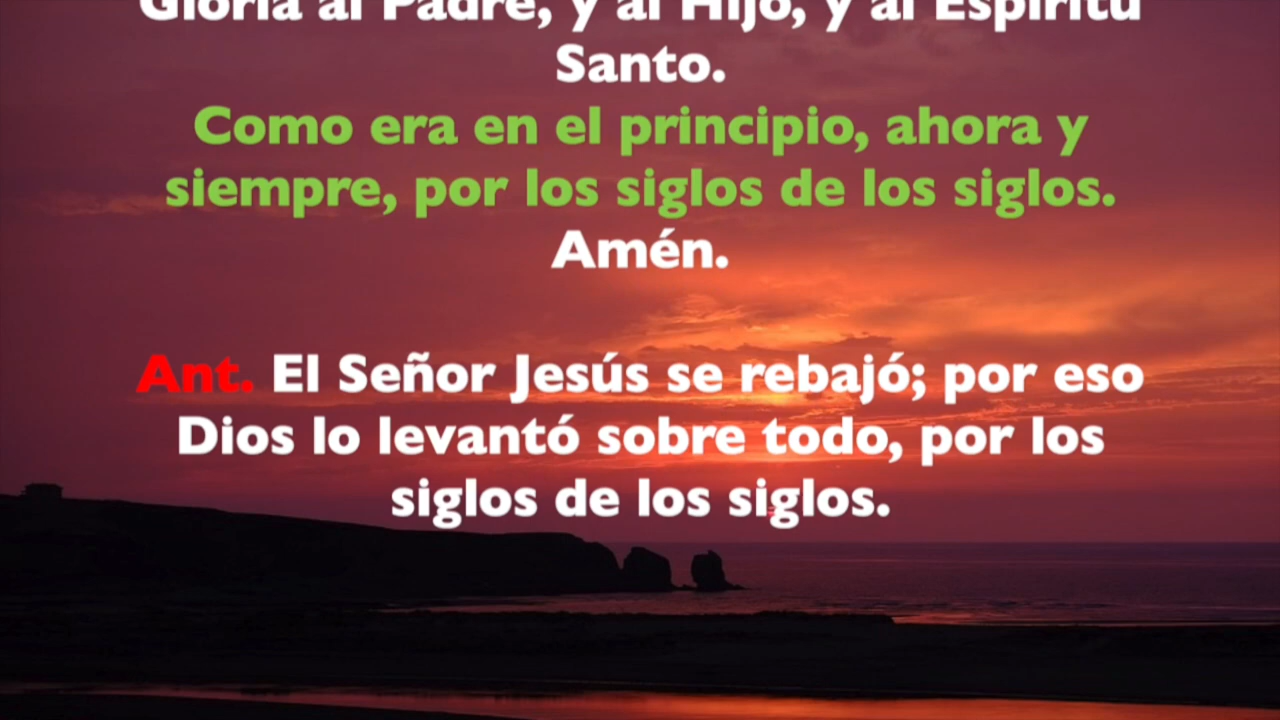 Gloria al Padre, y al Hijo, y al Espíritu
Santo.
Como era en el principio, ahora y
siempre, por los siglos de los siglos.
Amén.
Ant. El Señor Jesús se rebajó; por eso
Dios lo levantó sobre todo, por los
siglos de los siglos.